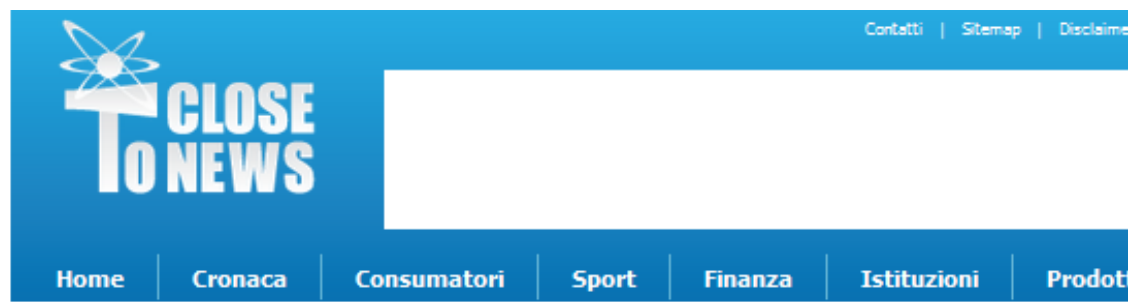 Contatti | Sitemap | Disclaime
CLOSE
TO NEWS
Home Cronaca Consumatori Sport Finanza Istituzioni Prodott